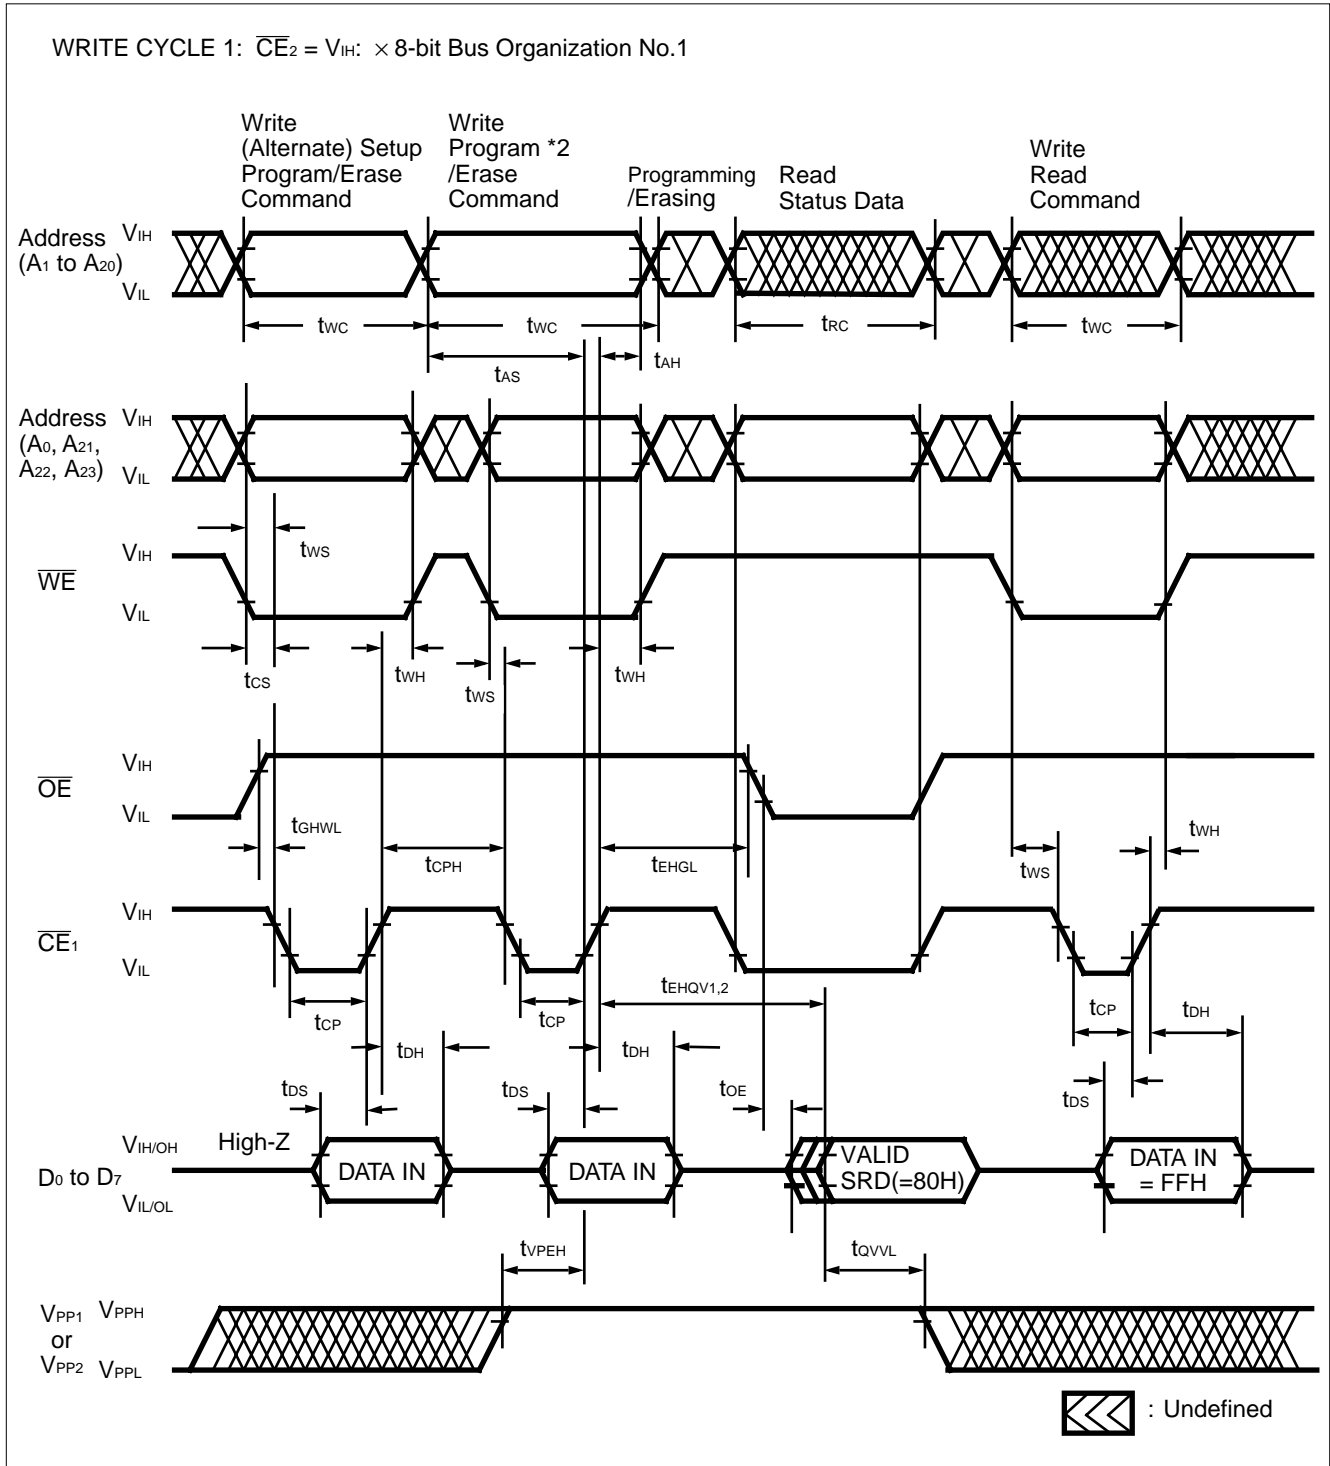 WRITE CYCLE 1: CE2 = VIH: × 8-bit Bus Organization No.1
Write
(Alternate) Setup
Program/Erase
Command
Write
Program *2
/Erase
Command
Programming
/Erasing
Read
Status Data
Write
Read
Command
Address
(A1 to A20)
VIH
VIL
tWC
tWC
tRC
tWC
tAS
tAH
Address
(A0, A21,
A22, A23)
VIH
VIL
tWS
WE
VIH
VIL
tCS
tWH
tWS
tWH
OE
VIH
VIL
tGHWL
tCPH
tEHGL
tWS
tWH
CE1
VIH
VIL
tCP
tCP
tEHQV1,2
tCP
tDH
tDH
tDH
tDS
tDS
tOE
tDS
D0 to D7
VIH/OH
VIL/OL
High-Z
DATA IN
DATA IN
VALID
SRD(=80H)
DATA IN
= FFH
tVPEH
tQVVL
VPP1
or
VPP2
VPPH
VPPL
: Undefined